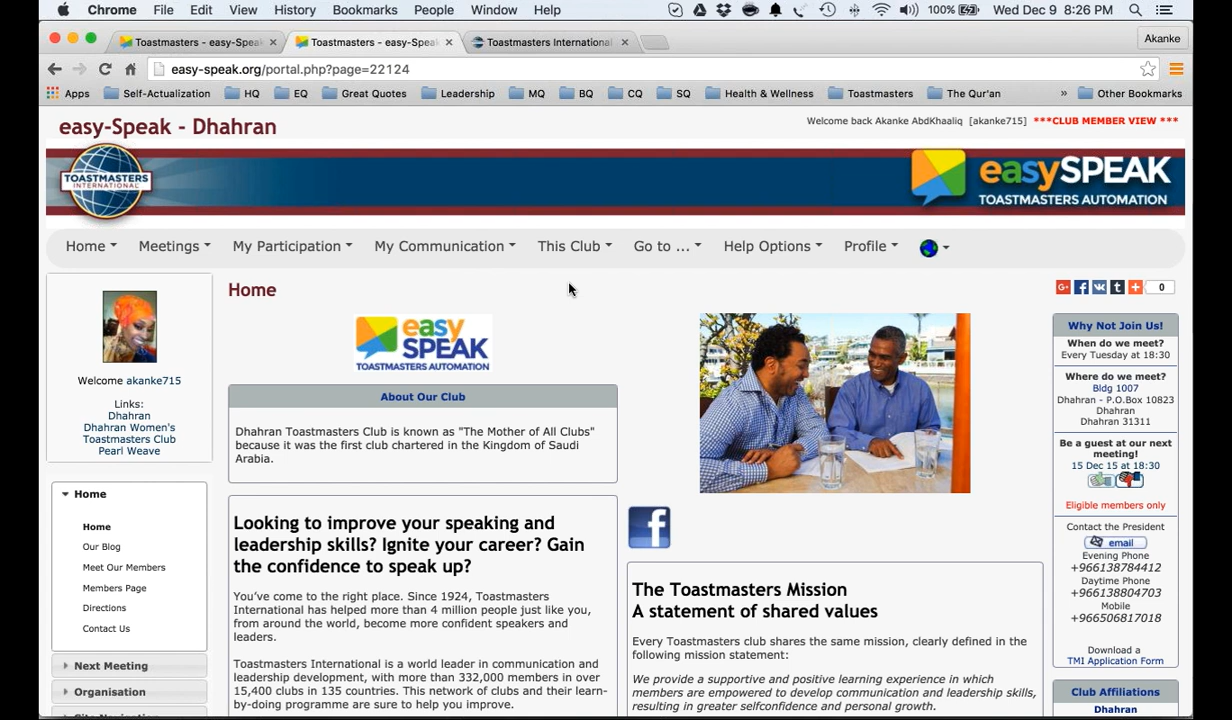 Chrome File Edit View History Bookmarks People Window Help 100% Wed Dec 9 8:26 PM
Toastmasters - easy-Speak Toastmasters - easy-Speak Toastmasters International Akanke
easy-speak.org/portal.php?page=22124
Apps Self-Actualization HQ EQ Great Quotes Leadership MQ BQ CQ SQ Health & Wellness Toastmasters The Qur'an » Other Bookmarks
easy-Speak - Dhahran
Welcome back Akanke AbdKhaaliq [akanke715] ***CLUB MEMBER VIEW ***
TOASTMASTERS
INTERNATIONAL
easySPEAK
TOASTMASTERS AUTOMATION
Home Meetings My Participation My Communication This Club Go to ... Help Options Profile
Welcome akanke715
Links:
Dhahran
Dhahran Women's
Toastmasters Club
Pearl Weave
Home
Home
Our Blog
Meet Our Members
Members Page
Directions
Contact Us
Next Meeting
Organisation
Home
easy
SPEAK
TOASTMASTERS AUTOMATION
About Our Club
Dhahran Toastmasters Club is known as "The Mother of All Clubs"
because it was the first club chartered in the Kingdom of Saudi
Arabia.
Looking to improve your speaking and
leadership skills? Ignite your career? Gain
the confidence to speak up?
You've come to the right place. Since 1924, Toastmasters
International has helped more than 4 million people just like you,
from around the world, become more confident speakers and
leaders.
Toastmasters International is a world leader in communication and
leadership development, with more than 332,000 members in over
15,400 clubs in 135 countries. This network of clubs and their learn-
by-doing programme are sure to help you improve.
f
The Toastmasters Mission
A statement of shared values
Every Toastmasters club shares the same mission, clearly defined in the
following mission statement:
We provide a supportive and positive learning experience in which
members are empowered to develop communication and leadership skills,
resulting in greater selfconfidence and personal growth.
G+ f t + 0
Why Not Join Us!
When do we meet?
Every Tuesday at 18:30
Where do we meet?
Bldg 1007
Dhahran - P.O.Box 10823
Dhahran
Dhahran 31311
Be a guest at our next
meeting!
15 Dec 15 at 18:30
Eligible members only
Contact the President
email
Evening Phone
+966138784412
Daytime Phone
+966138804703
Mobile
+966506817018
Download a
TMI Application Form
Club Affiliations
Dhahran